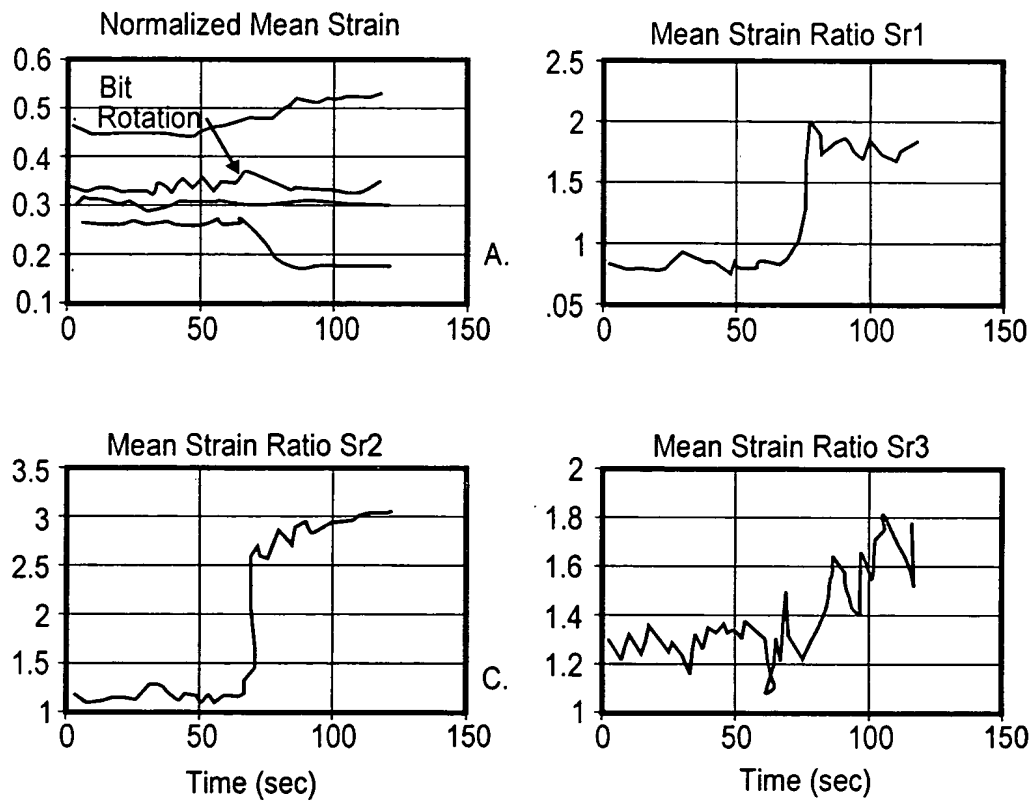 Normalized Mean Strain
0.6
0.5
0.4
0.3
0.2
0.1
Bit
Rotation
0 50 100 150
A.
Mean Strain Ratio Sr1
2.5
2
1.5
1
.05
0 50 100 150
Mean Strain Ratio Sr2
3.5
3
2.5
2
1.5
1
0 50 100 150
Time (sec)
C.
Mean Strain Ratio Sr3
2
1.8
1.6
1.4
1.2
1
0 50 100 150
Time (sec)